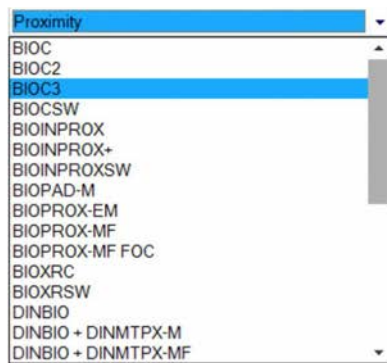 Proximity
BIOC
BIOC2
BIOC3
BIOCSW
BIOINPROX
BIOINPROX+
BIOINPROXSW
BIOPAD-M
BIOPROX-EM
BIOPROX-MF
BIOPROX-MF FOC
BIOXRC
BIOXRSW
DINBIO
DINBIO + DINMTPX-M
DINBIO + DINMTPX-MF